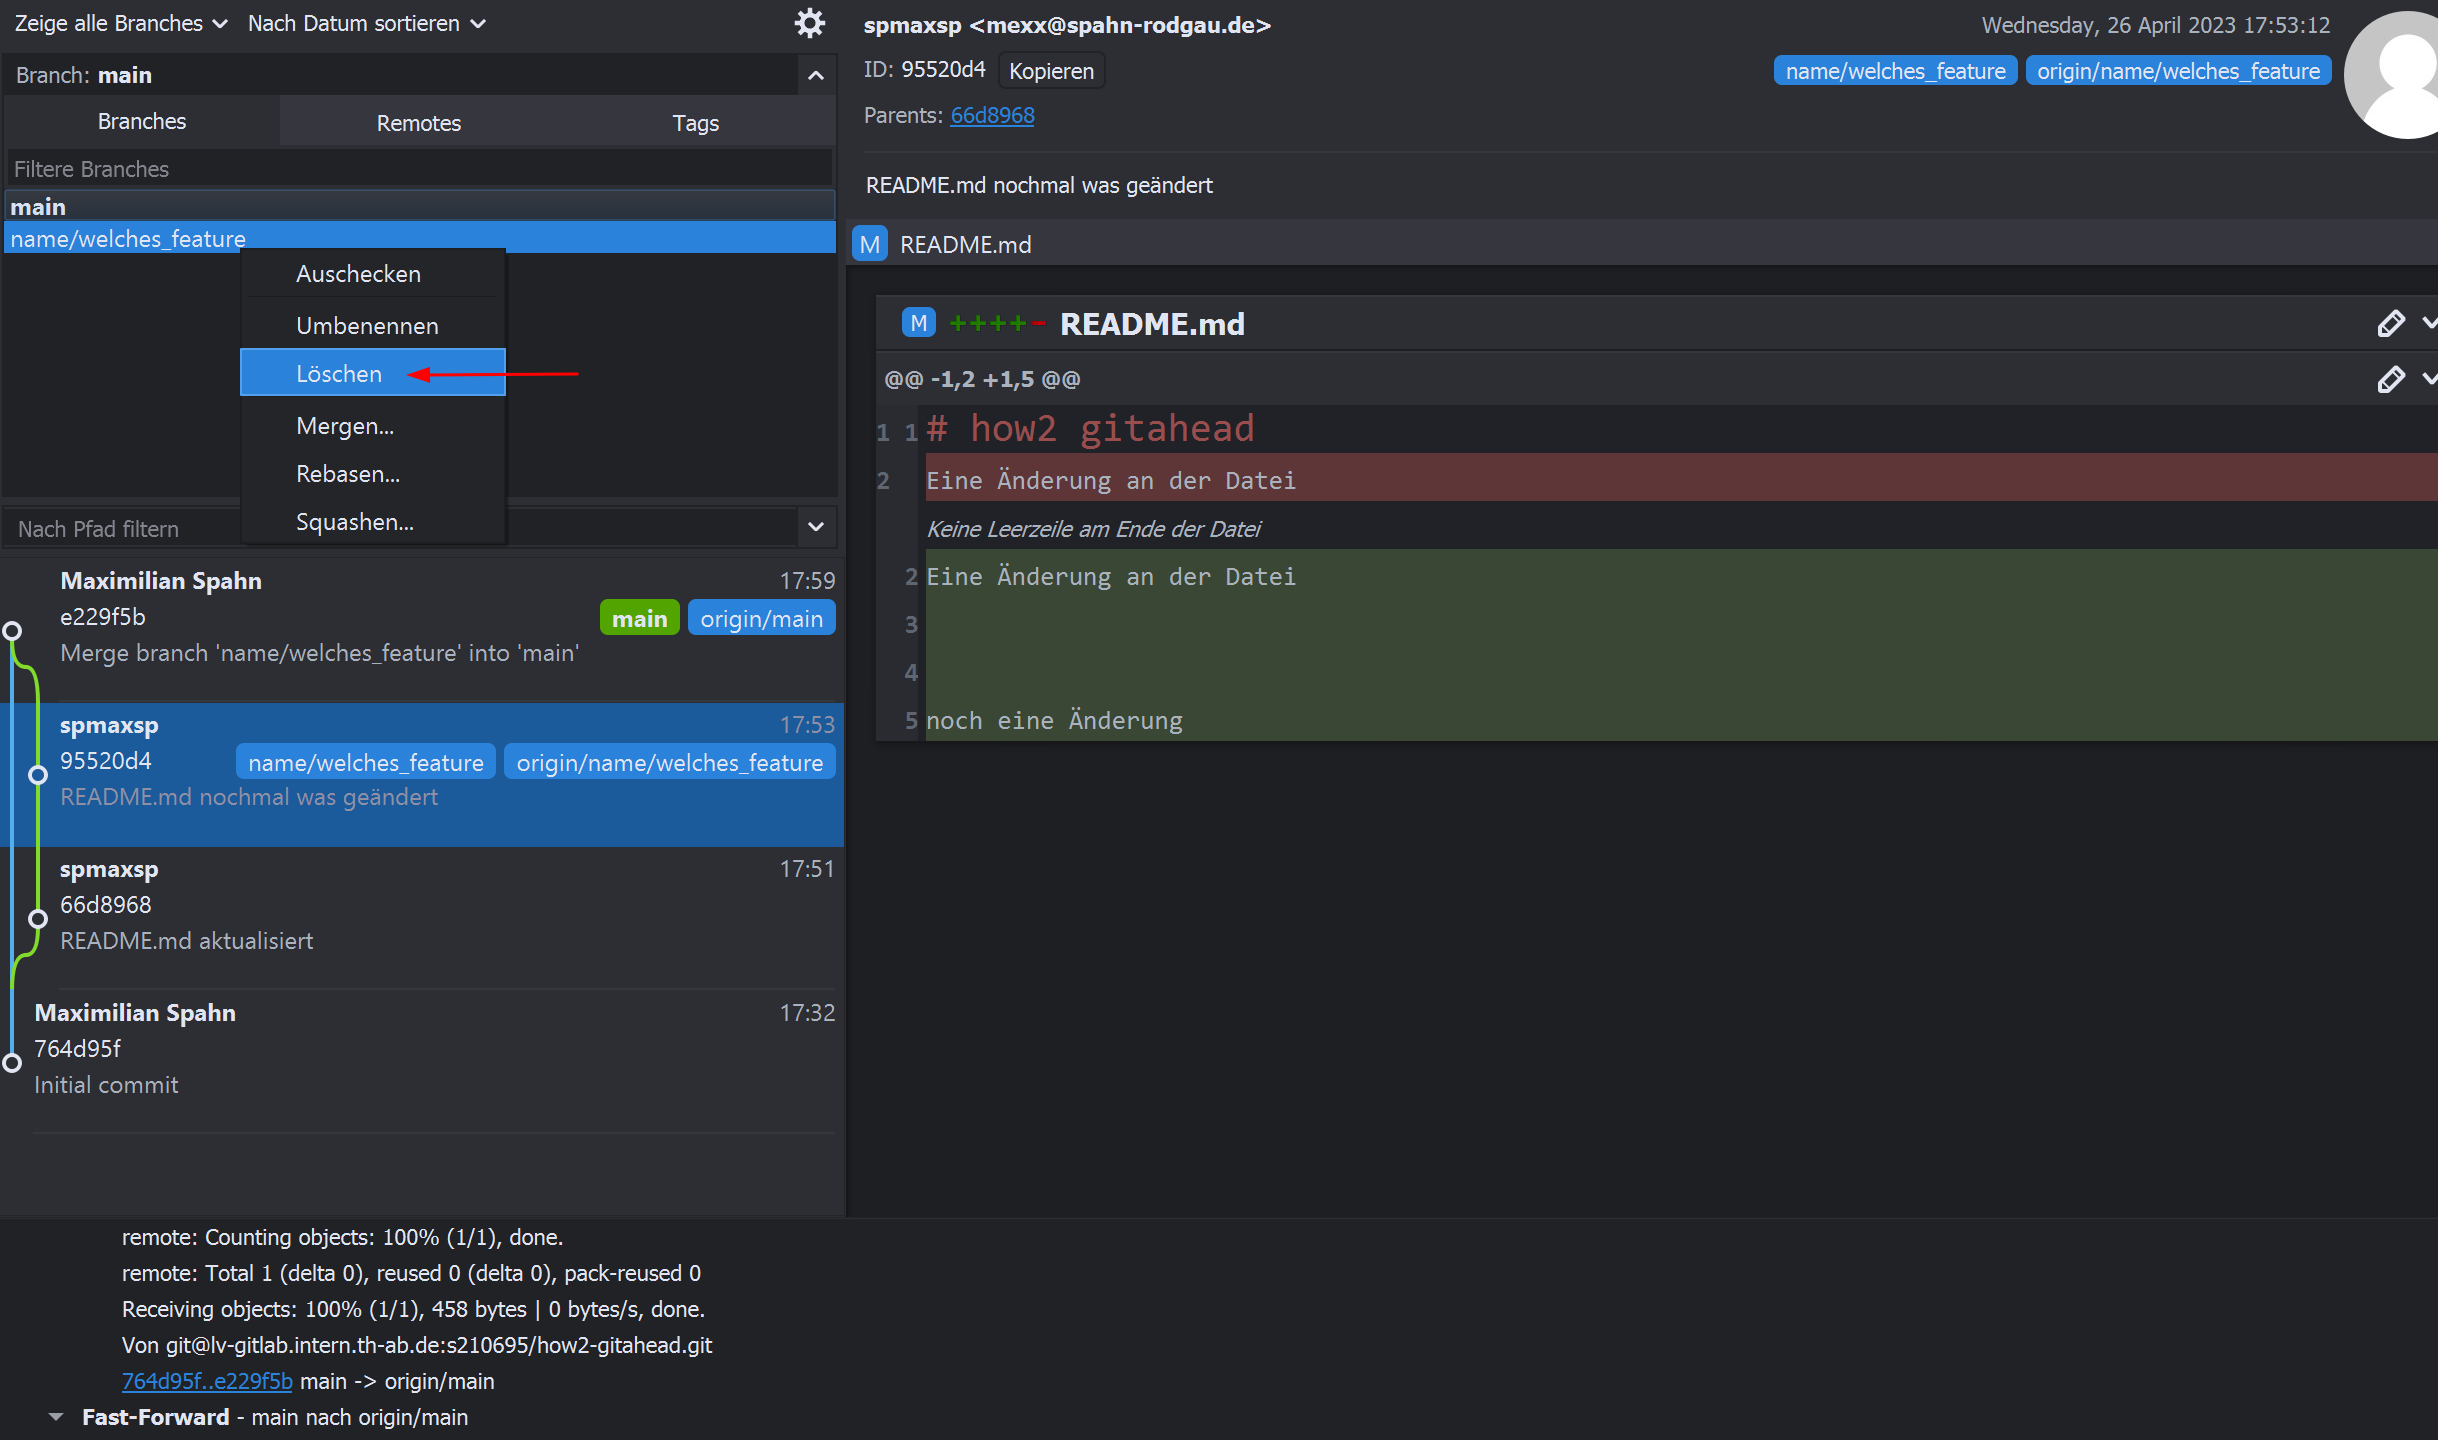 Zeige alle Branches Nach Datum sortieren
Branch: main
Branches Remotes Tags
Filtere Branches
main
name/welches_feature
Auschecken
Umbenennen
Löschen
Mergen...
Rebasen...
Squashen...
Nach Pfad filtern
Maximilian Spahn 17:59
e229f5b main origin/main
Merge branch 'name/welches_feature' into 'main'
spmaxsp 17:53
95520d4 name/welches_feature origin/name/welches_feature
README.md nochmal was geändert
spmaxsp 17:51
66d8968
README.md aktualisiert
Maximilian Spahn 17:32
764d95f
Initial commit
spmaxsp <mexx@spahn-rodgau.de> Wednesday, 26 April 2023 17:53:12
ID: 95520d4 Kopieren name/welches_feature origin/name/welches_feature
Parents: 66d8968
README.md nochmal was geändert
M README.md
M ++++- README.md
@@ -1,2 +1,5 @@
1 1 # how2 gitahead
2 Eine Änderung an der Datei
Keine Leerzeile am Ende der Datei
2 Eine Änderung an der Datei
3
4
5 noch eine Änderung
remote: Counting objects: 100% (1/1), done.
remote: Total 1 (delta 0), reused 0 (delta 0), pack-reused 0
Receiving objects: 100% (1/1), 458 bytes | 0 bytes/s, done.
Von git@lv-gitlab.intern.th-ab.de:s210695/how2-gitahead.git
764d95f..e229f5b main -> origin/main
Fast-Forward - main nach origin/main